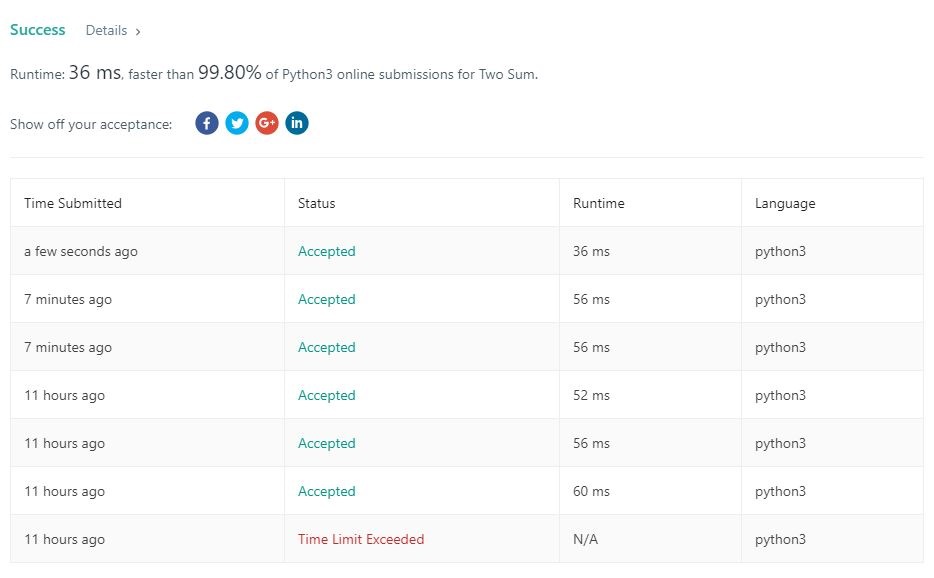 Success Details >
Runtime: 36 ms, faster than 99.80% of Python3 online submissions for Two Sum.
Show off your acceptance: f G+ in
Time Submitted Status Runtime Language
a few seconds ago Accepted 36 ms python3
7 minutes ago Accepted 56 ms python3
7 minutes ago Accepted 56 ms python3
11 hours ago Accepted 52 ms python3
11 hours ago Accepted 56 ms python3
11 hours ago Accepted 60 ms python3
11 hours ago Time Limit Exceeded N/A python3